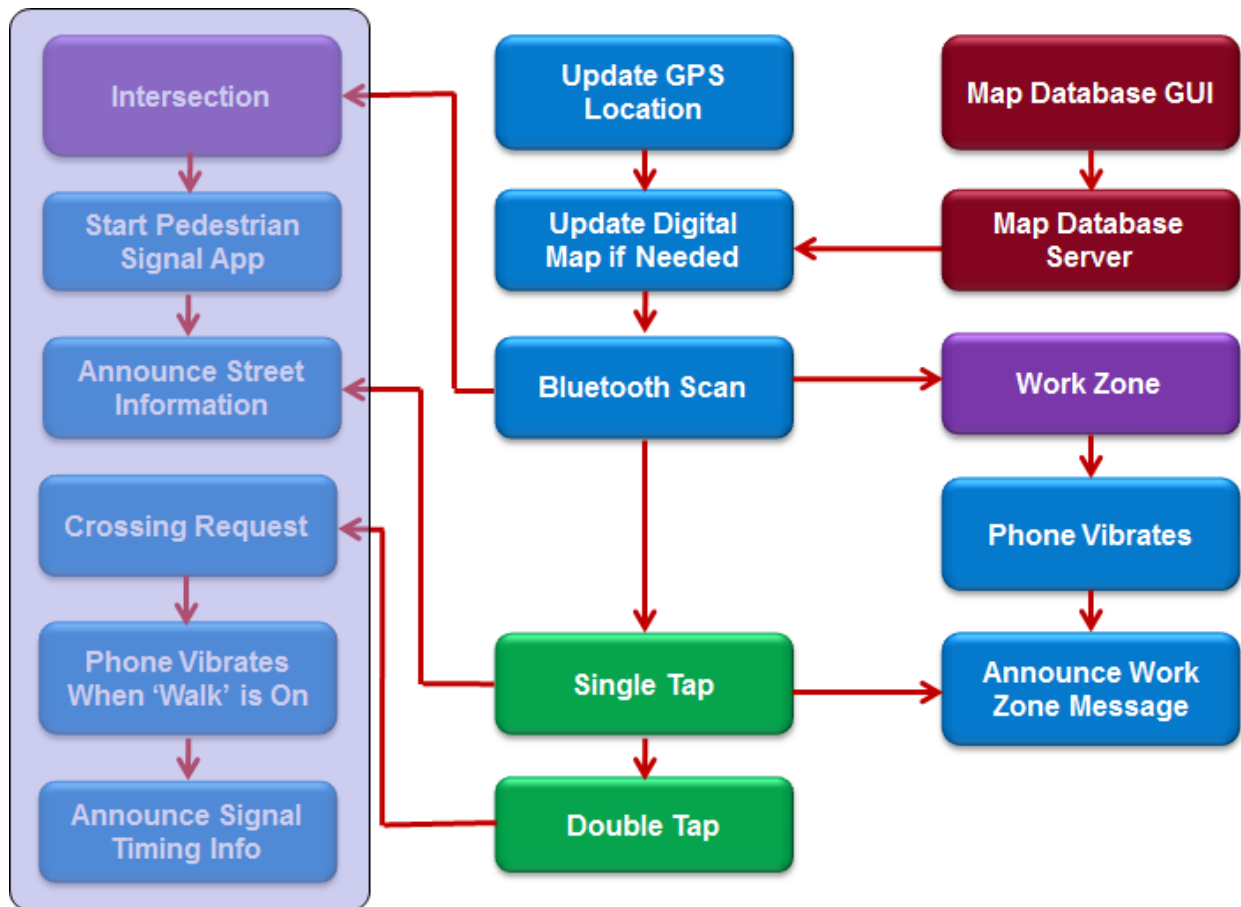 Intersection
Start Pedestrian
Signal App
Announce Street
Information
Crossing Request
Phone Vibrates
When ‘Walk’ is On
Announce Signal
Timing Info
Update GPS
Location
Update Digital
Map if Needed
Bluetooth Scan
Single Tap
Double Tap
Map Database GUI
Map Database
Server
Work Zone
Phone Vibrates
Announce Work
Zone Message